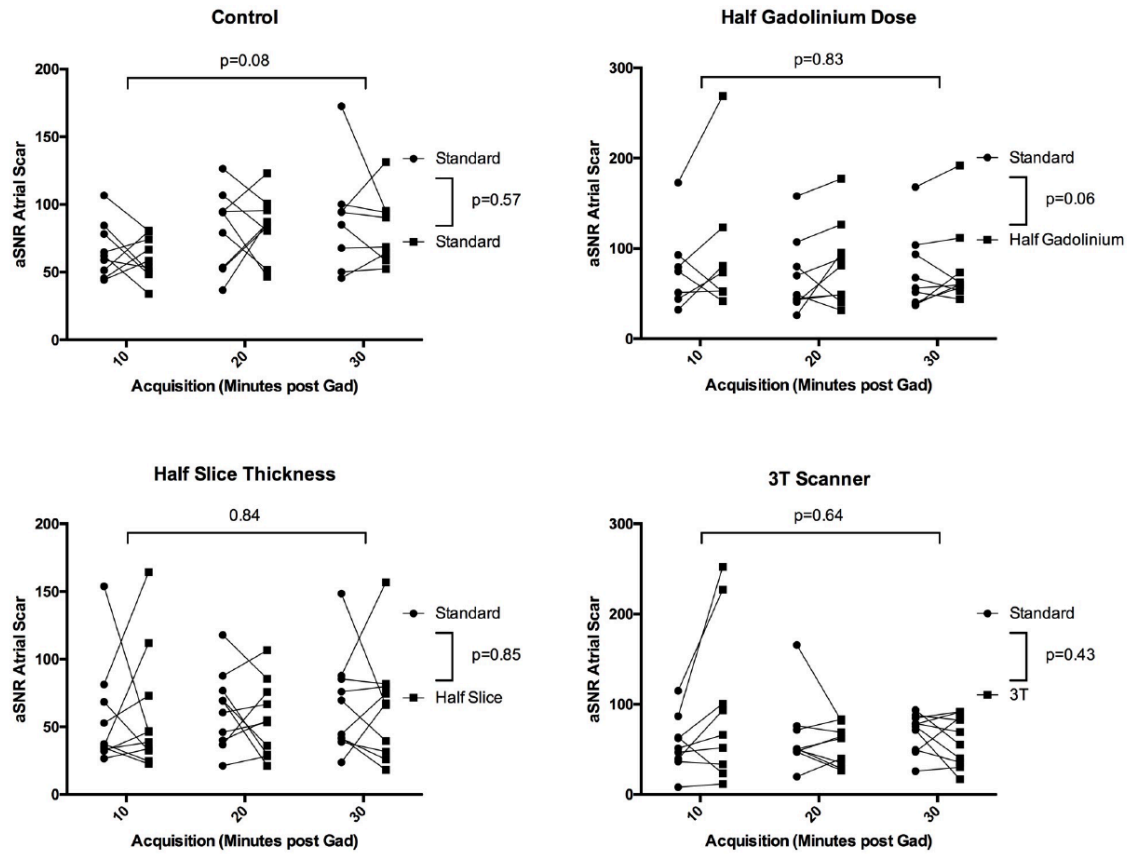 Control
p=0.08
200
150
100
50
0
aSNR Atrial Scar
10
20
30
Acquisition (Minutes post Gad)
Standard
p=0.57
Standard
Half Gadolinium Dose
p=0.83
300
200
100
0
aSNR Atrial Scar
10
20
30
Acquisition (Minutes post Gad)
Standard
p=0.06
Half Gadolinium
Half Slice Thickness
0.84
200
150
100
50
0
aSNR Atrial Scar
10
20
30
Acquisition (Minutes post Gad)
Standard
p=0.85
Half Slice
3T Scanner
p=0.64
300
200
100
0
aSNR Atrial Scar
10
20
30
Acquisition (Minutes post Gad)
Standard
p=0.43
3T